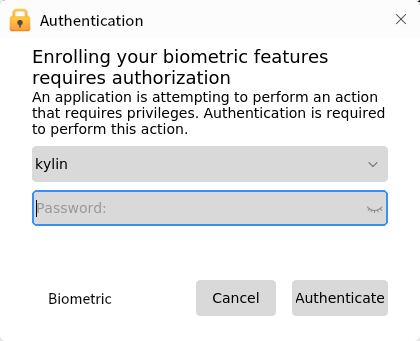 Authentication
Enrolling your biometric features
requires authorization
An application is attempting to perform an action
that requires privileges. Authentication is required
to perform this action.
kylin
Password:
Biometric
Cancel
Authenticate